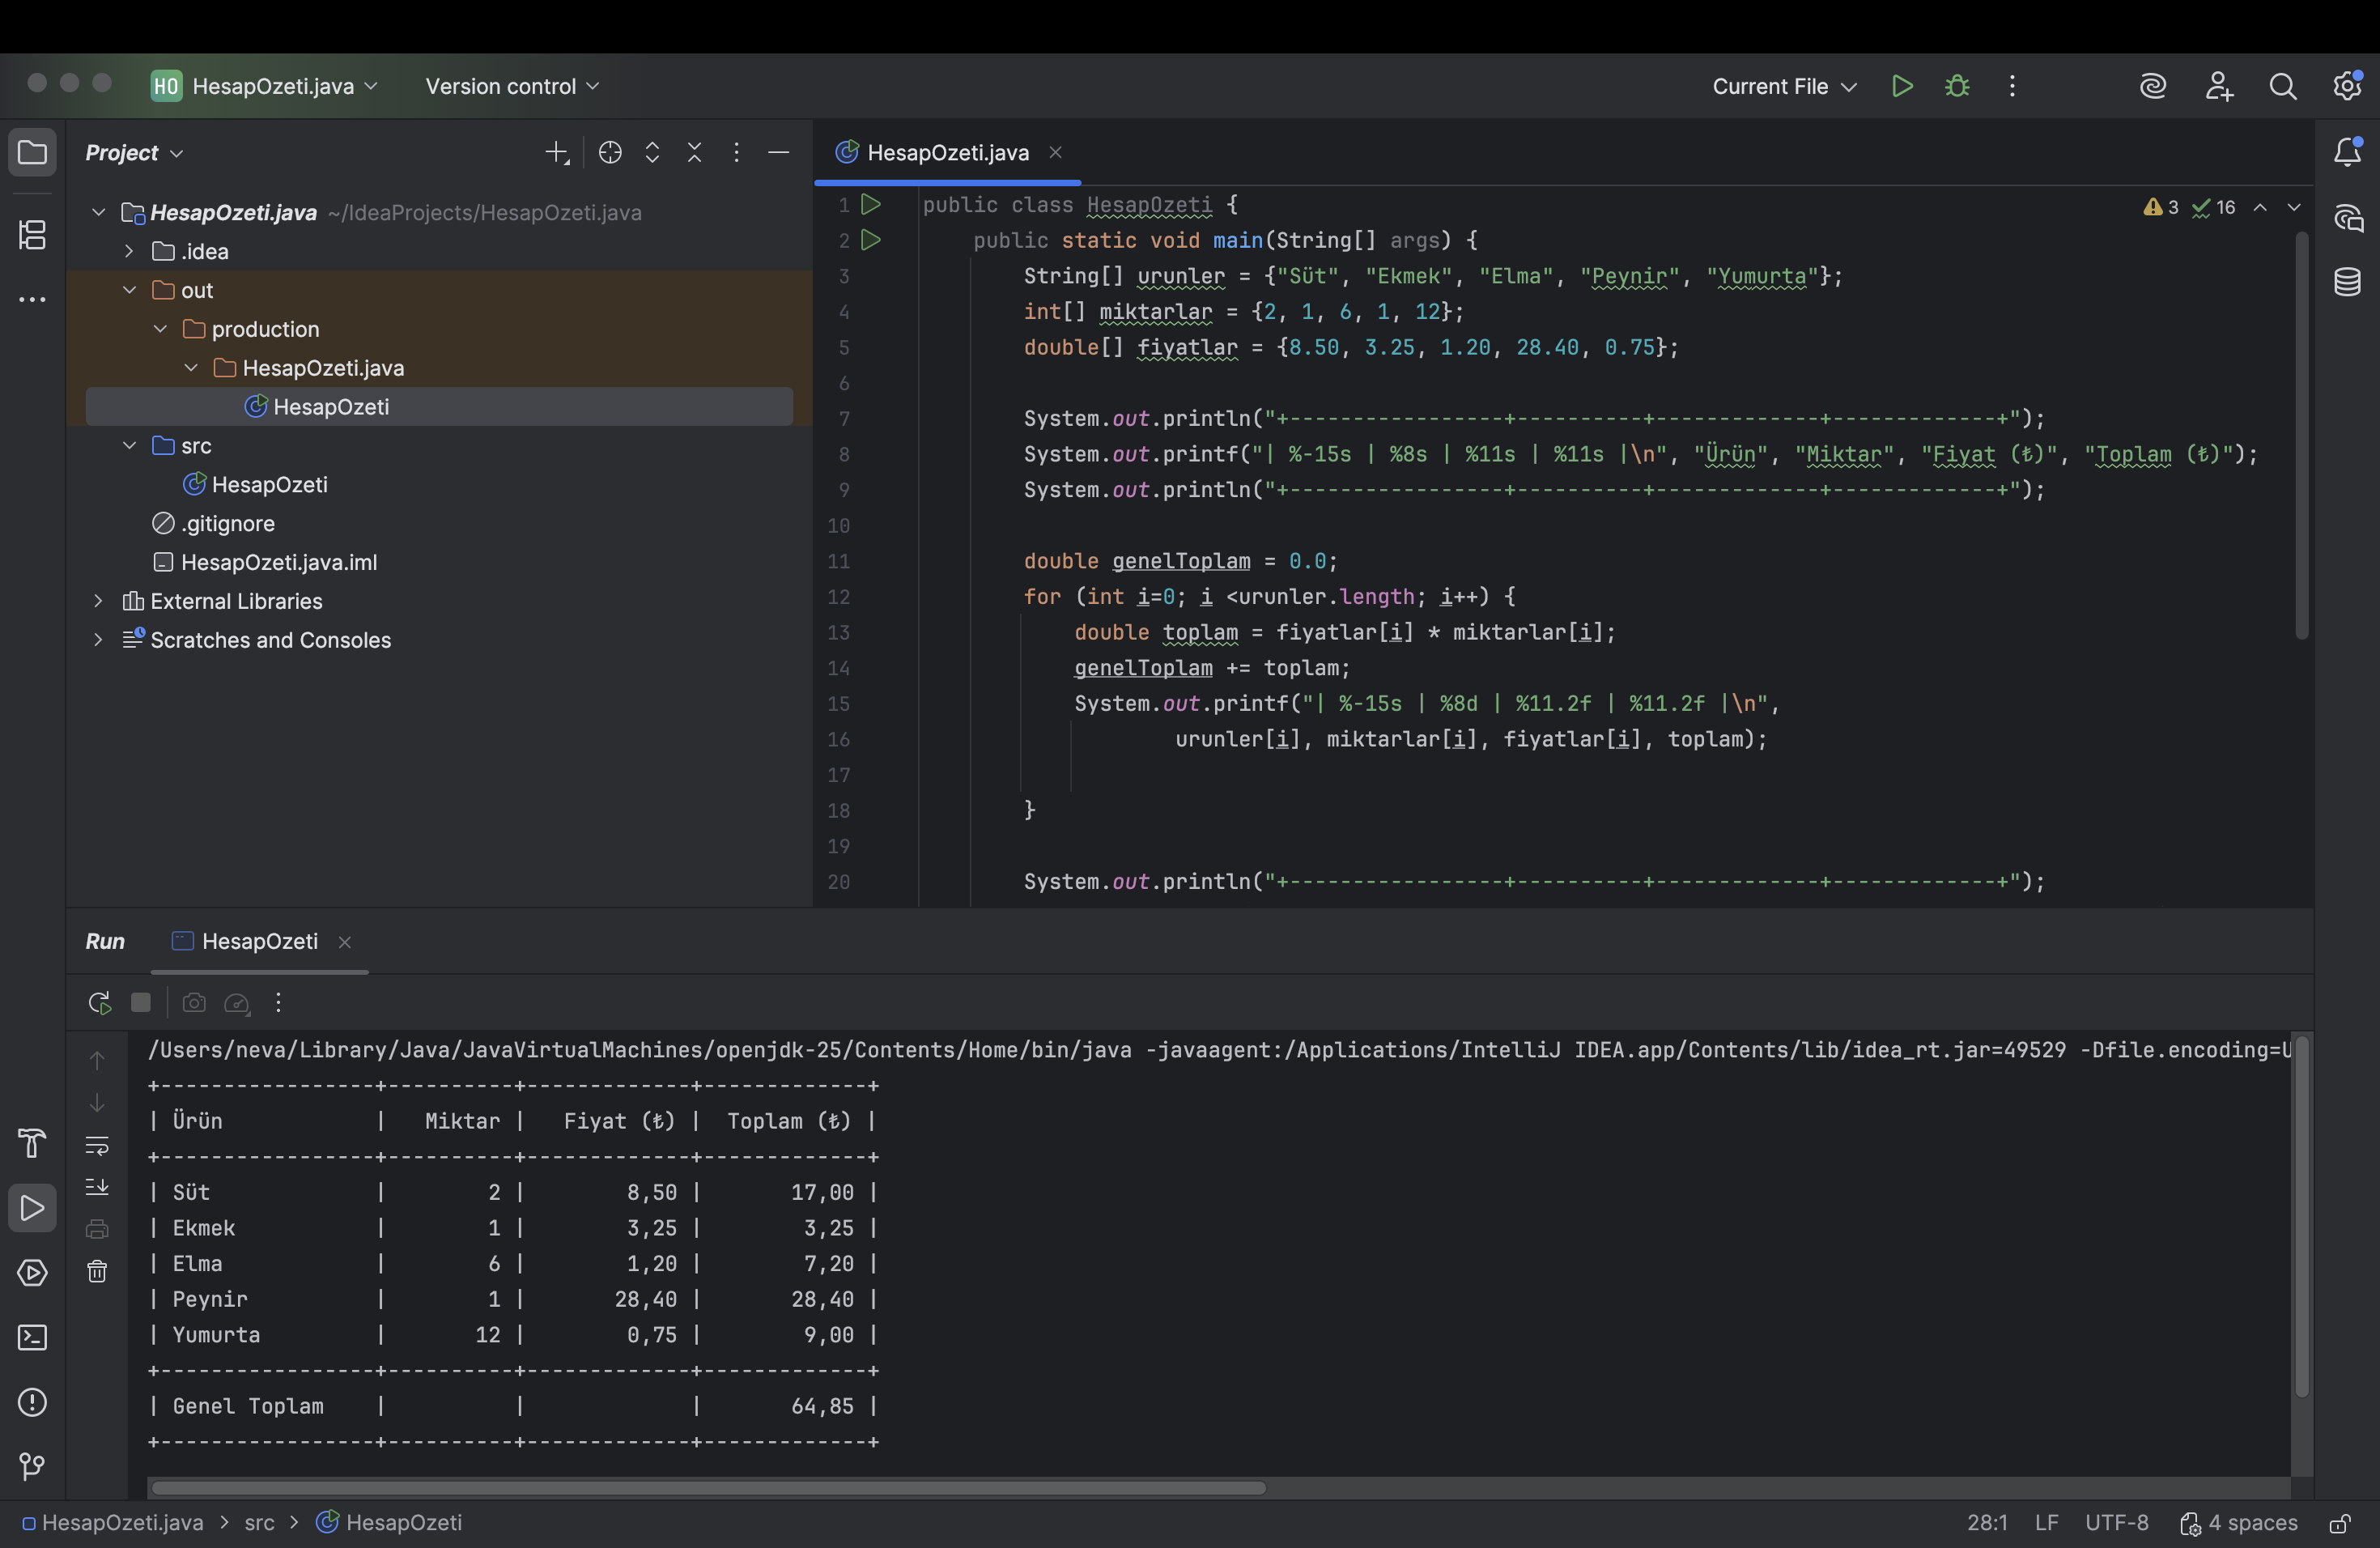 HO HesapOzeti.java Version control Current File
Project
HesapOzeti.java ~/IdeaProjects/HesapOzeti.java
.idea
out
production
HesapOzeti.java
HesapOzeti
src
HesapOzeti
.gitignore
HesapOzeti.java.iml
External Libraries
Scratches and Consoles
HesapOzeti.java
3 16
1 public class HesapOzeti {
2 public static void main(String[] args) {
3 String[] urunler = {"Süt", "Ekmek", "Elma", "Peynir", "Yumurta"};
4 int[] miktarlar = {2, 1, 6, 1, 12};
5 double[] fiyatlar = {8.50, 3.25, 1.20, 28.40, 0.75};
6
7 System.out.println("+-----------------+----------+-------------+-------------+");
8 System.out.printf("| %-15s | %8s | %11s | %11s |\n", "Ürün", "Miktar", "Fiyat (₺)", "Toplam (₺)");
9 System.out.println("+-----------------+----------+-------------+-------------+");
10
11 double genelToplam = 0.0;
12 for (int i=0; i <urunler.length; i++) {
13 double toplam = fiyatlar[i] * miktarlar[i];
14 genelToplam += toplam;
15 System.out.printf("| %-15s | %8d | %11.2f | %11.2f |\n",
16 urunler[i], miktarlar[i], fiyatlar[i], toplam);
17
18 }
19
20 System.out.println("+-----------------+----------+-------------+-------------+");
Run HesapOzeti
/Users/neva/Library/Java/JavaVirtualMachines/openjdk-25/Contents/Home/bin/java -javaagent:/Applications/IntelliJ IDEA.app/Contents/lib/idea_rt.jar=49529 -Dfile.encoding=U
+-----------------+----------+-------------+-------------+
| Ürün            |   Miktar |   Fiyat (₺) |  Toplam (₺) |
+-----------------+----------+-------------+-------------+
| Süt             |        2 |        8,50 |       17,00 |
| Ekmek           |        1 |        3,25 |        3,25 |
| Elma            |        6 |        1,20 |        7,20 |
| Peynir          |        1 |       28,40 |       28,40 |
| Yumurta         |       12 |        0,75 |        9,00 |
+-----------------+----------+-------------+-------------+
| Genel Toplam    |          |             |       64,85 |
+-----------------+----------+-------------+-------------+
HesapOzeti.java > src > HesapOzeti 28:1 LF UTF-8 4 spaces